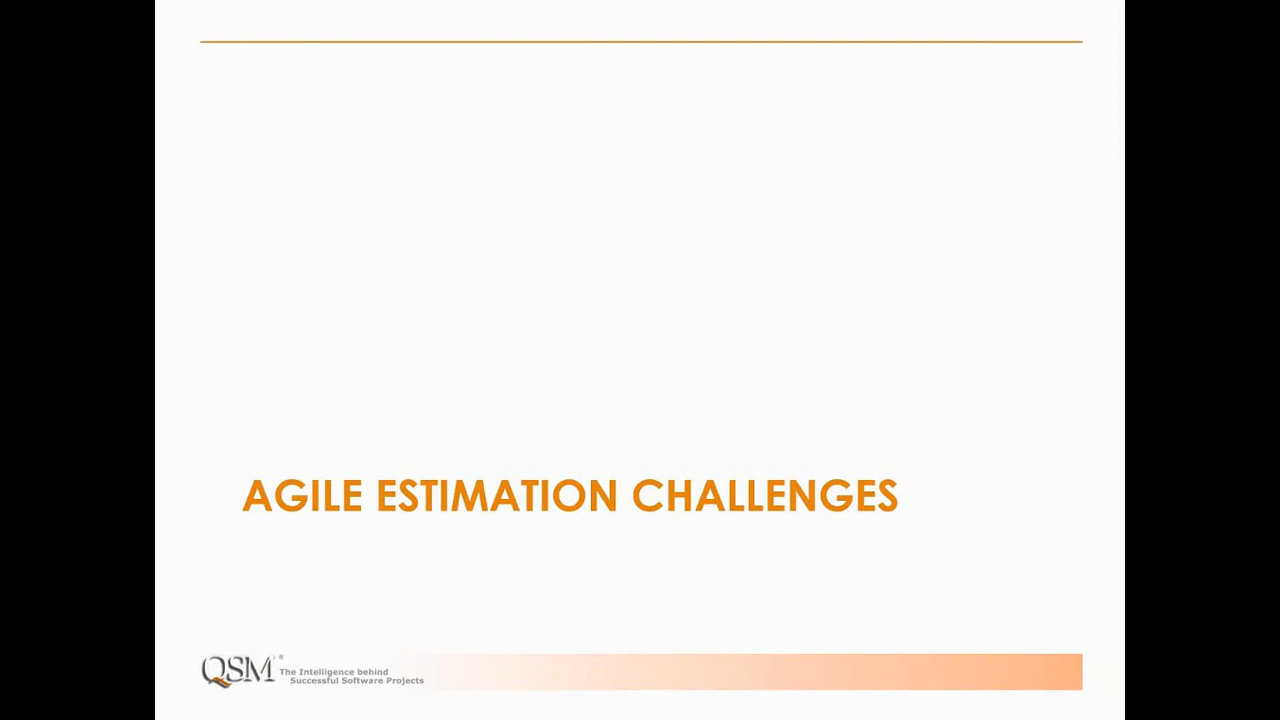 AGILE ESTIMATION CHALLENGES
QSM®
The Intelligence behind
Successful Software Projects